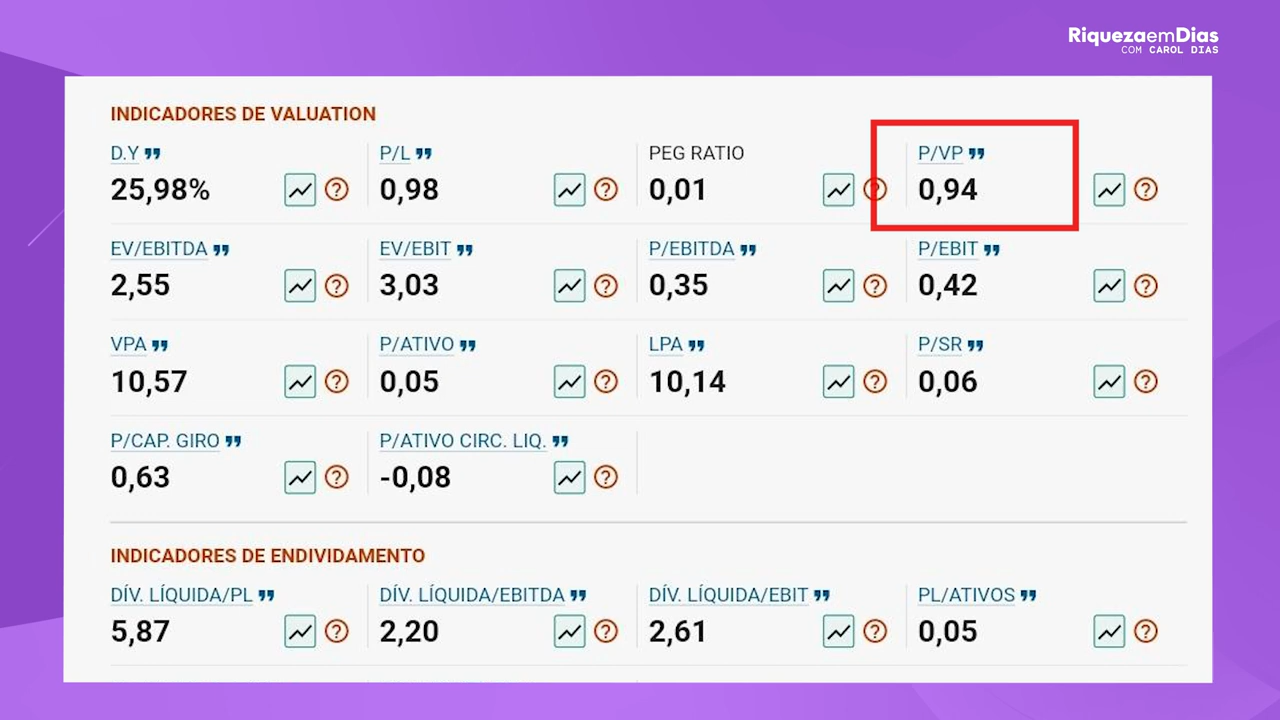 RiquezaemDias
COM CAROL DIAS
INDICADORES DE VALUATION
D.Y
25,98%
P/L
0,98
PEG RATIO
0,01
P/VP
0,94
EV/EBITDA
2,55
EV/EBIT
3,03
P/EBITDA
0,35
P/EBIT
0,42
VPA
10,57
P/ATIVO
0,05
LPA
10,14
P/SR
0,06
P/CAP. GIRO
0,63
P/ATIVO CIRC. LIQ.
-0,08
INDICADORES DE ENDIVIDAMENTO
DÍV. LÍQUIDA/PL
5,87
DÍV. LÍQUIDA/EBITDA
2,20
DÍV. LÍQUIDA/EBIT
2,61
PL/ATIVOS
0,05